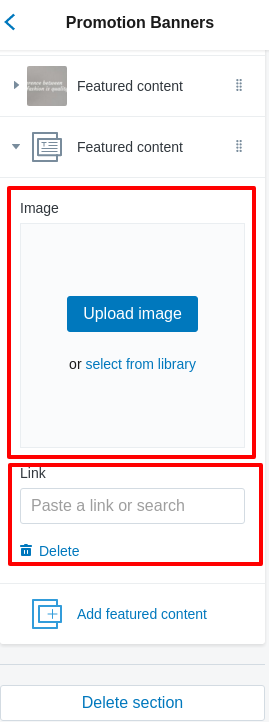 Promotion Banners
Featured content
Featured content
Image
Upload image
or select from library
Link
Paste a link or search
Delete
Add featured content
Delete section